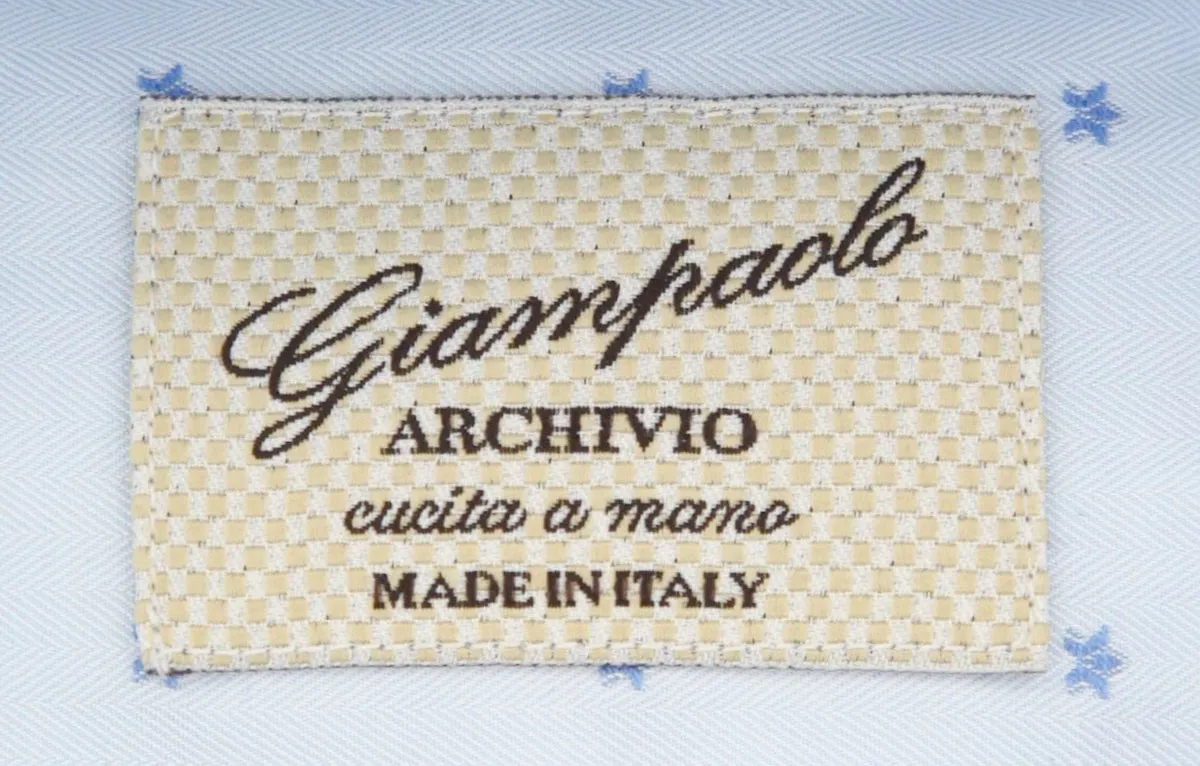 Giampaolo
ARCHIVIO
cucita a mano
MADE IN ITALY